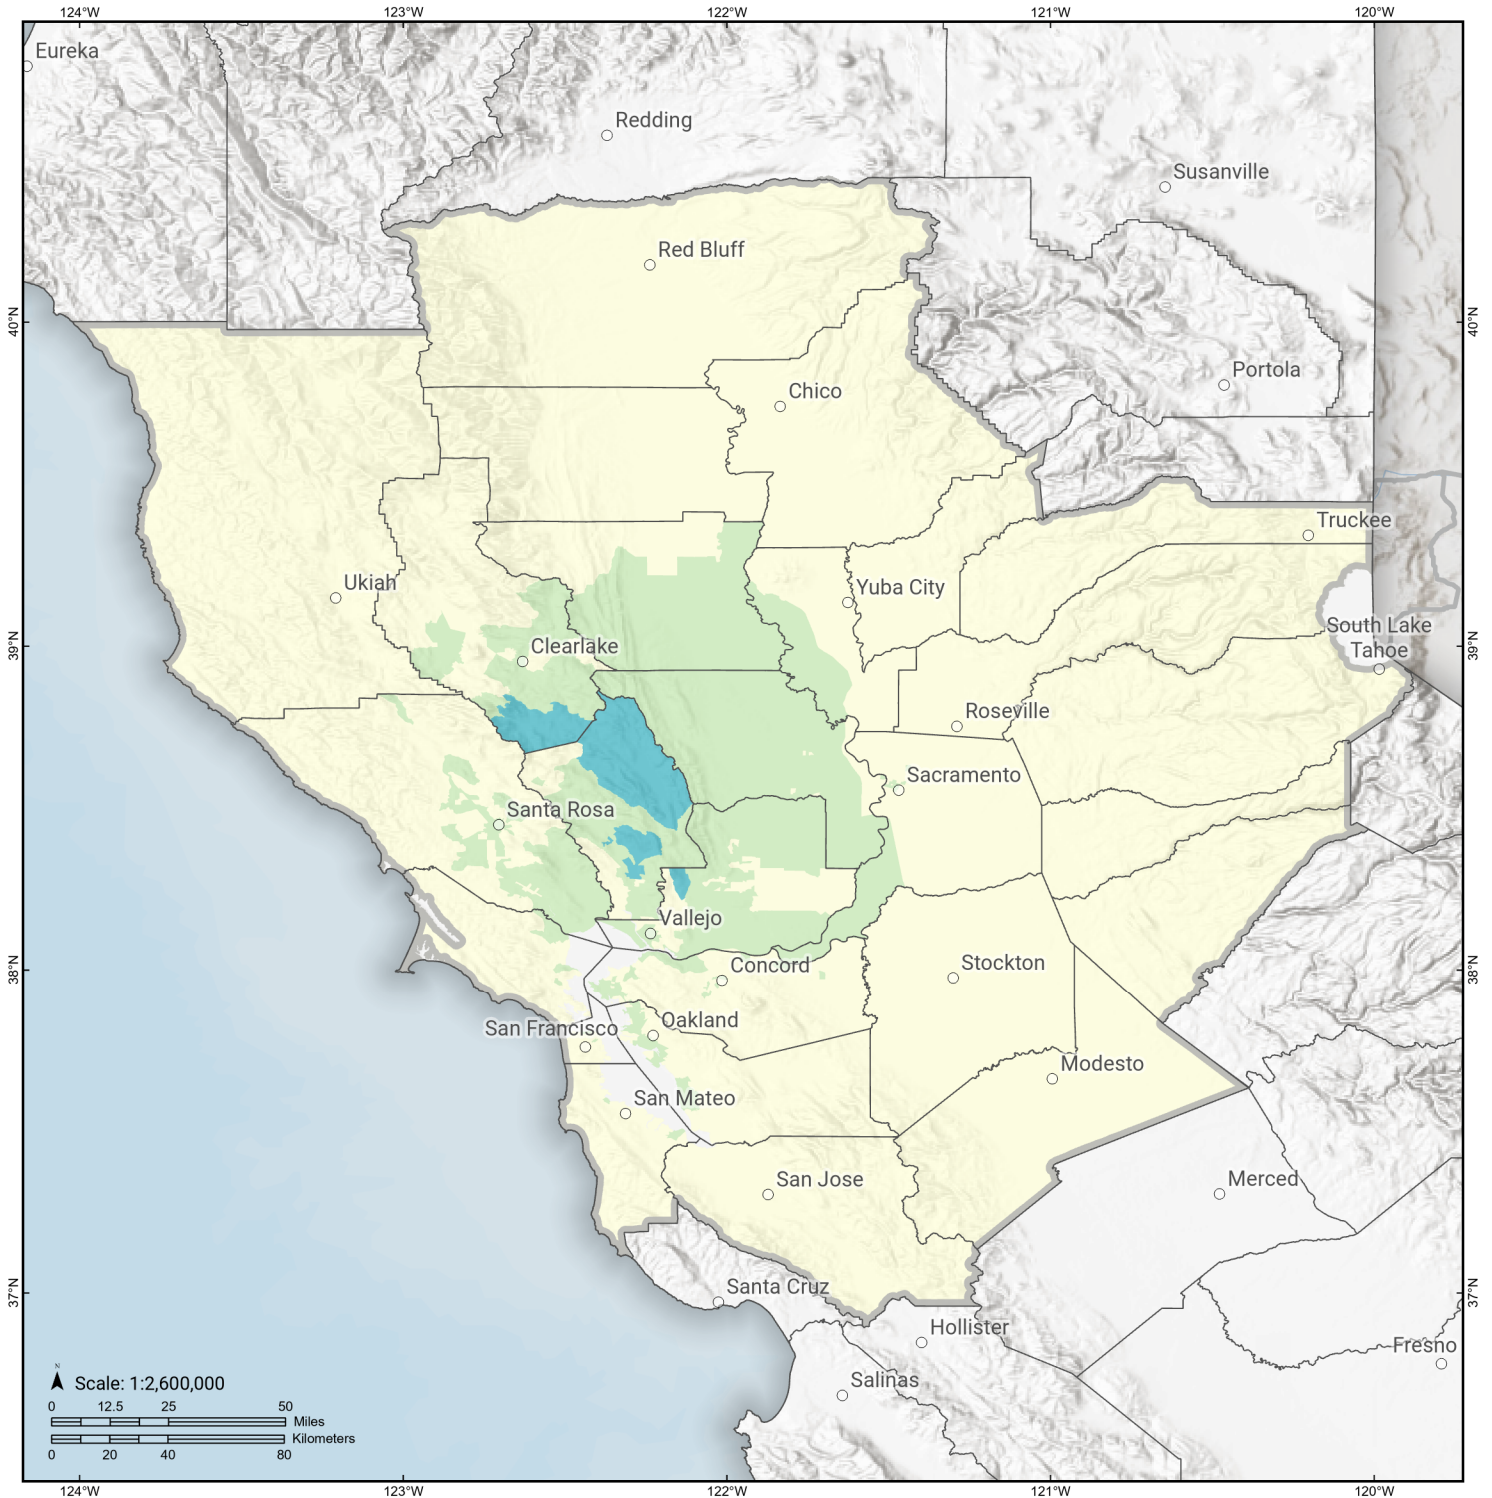 124°W 123°W 122°W 121°W 120°W
Eureka
Redding
Susanville
Red Bluff
40°N 40°N
Portola
Chico
Truckee
Ukiah
Yuba City
South Lake
Tahoe
39°N 39°N
Clearlake
Roseville
Sacramento
Santa Rosa
Vallejo
Concord
Stockton
38°N 38°N
San Francisco
Oakland
Modesto
San Mateo
San Jose
Merced
Santa Cruz
37°N 37°N
Hollister
Fresno
Salinas
N
Scale: 1:2,600,000
0 12.5 25 50
Miles
Kilometers
0 20 40 80
124°W 123°W 122°W 121°W 120°W